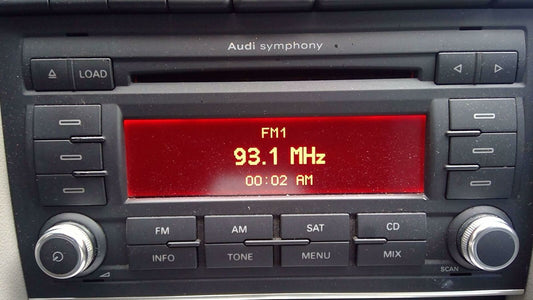 Audi symphony
LOAD
FM1
93.1 MHz
00:02 AM
FM AM SAT CD
INFO TONE MENU MIX
SCAN